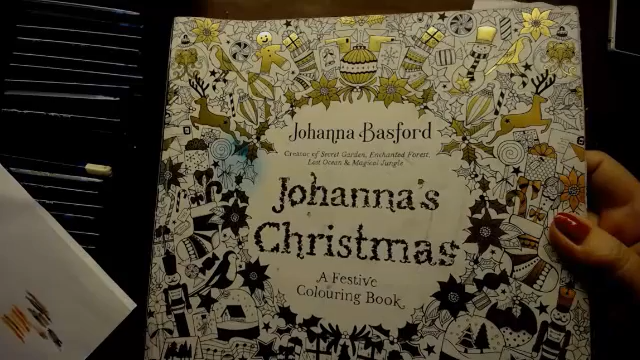 Johanna Basford
Creator of Secret Garden, Enchanted Forest,
Lost Ocean & Magical Jungle
Johanna's
Christmas
A Festive
Colouring Book